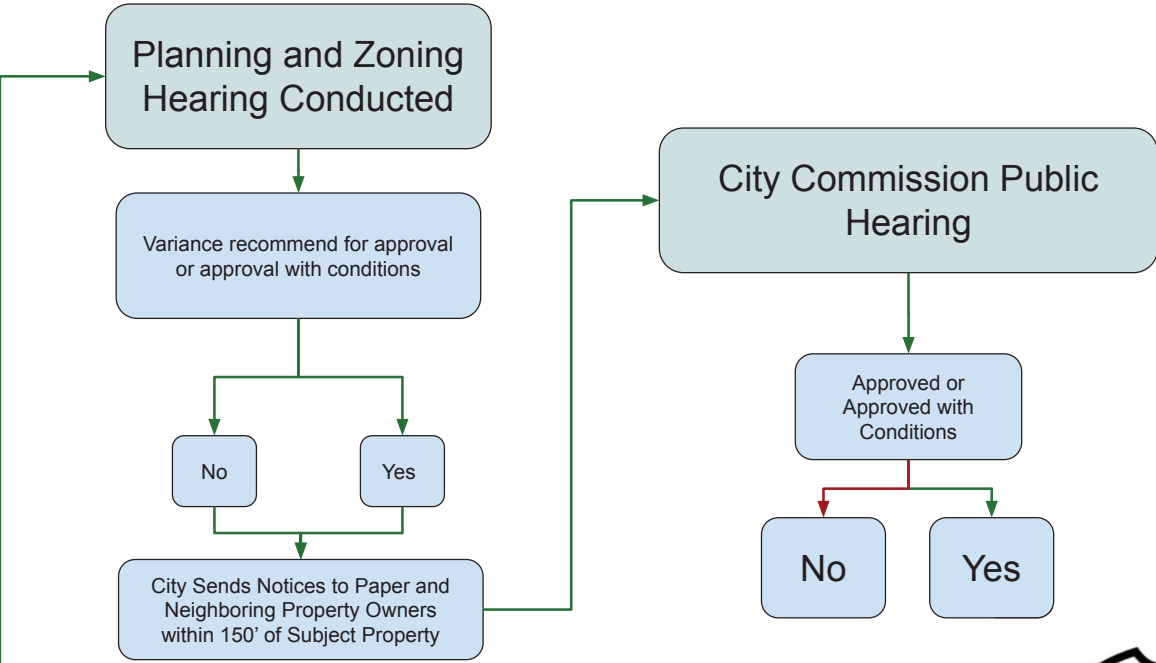 Planning and Zoning
Hearing Conducted
Variance recommend for approval
or approval with conditions
No
Yes
City Sends Notices to Paper and
Neighboring Property Owners
within 150’ of Subject Property
City Commission Public
Hearing
Approved or
Approved with
Conditions
No
Yes